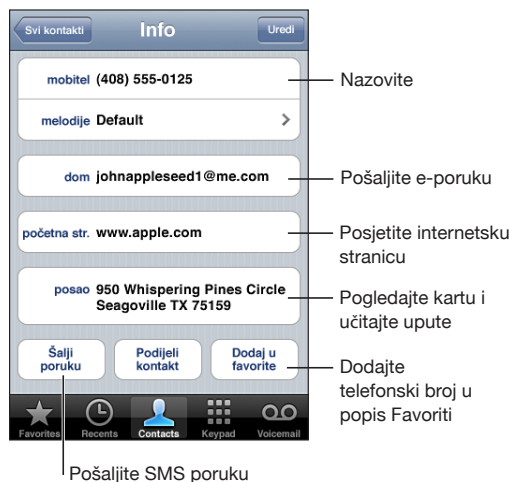 Svi kontakti Info Uredi
mobitel (408) 555-0125
Nazovite
melodije Default
dom johnappleseed1@me.com
Pošaljite e-poruku
početna str. www.apple.com
Posjetite internetsku
stranicu
posao 950 Whispering Pines Circle
Seagoville TX 75159
Pogledajte kartu i
učitajte upute
Šalji
poruku
Podijeli
kontakt
Dodaj u
favorite
Dodajte
telefonski broj u
popis Favoriti
Favorites Recents Contacts Keypad Voicemail
Pošaljite SMS poruku